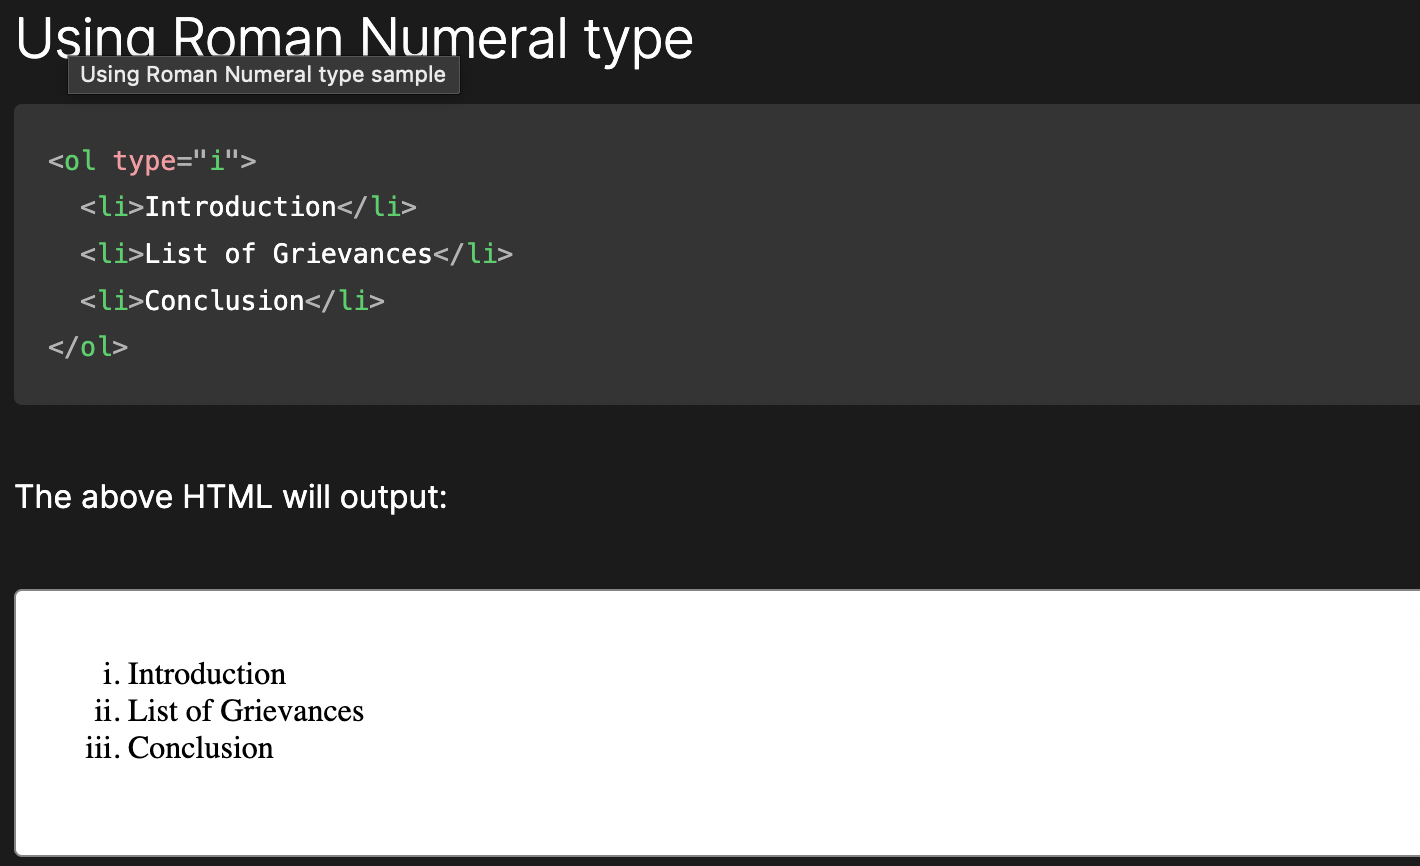 Using Roman Numeral type
Using Roman Numeral type sample
<ol type="i">
<li>Introduction</li>
<li>List of Grievances</li>
<li>Conclusion</li>
</ol>
The above HTML will output:
i. Introduction
ii. List of Grievances
iii. Conclusion